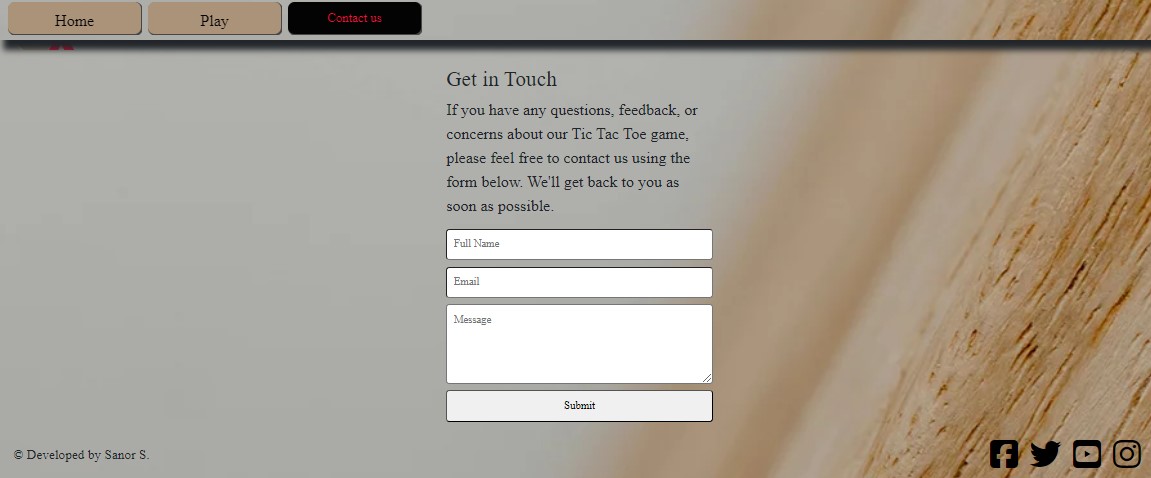 Home
Play
Contact us
Get in Touch
If you have any questions, feedback, or
concerns about our Tic Tac Toe game,
please feel free to contact us using the
form below. We'll get back to you as
soon as possible.
Full Name
Email
Message
Submit
© Developed by Sanor S.